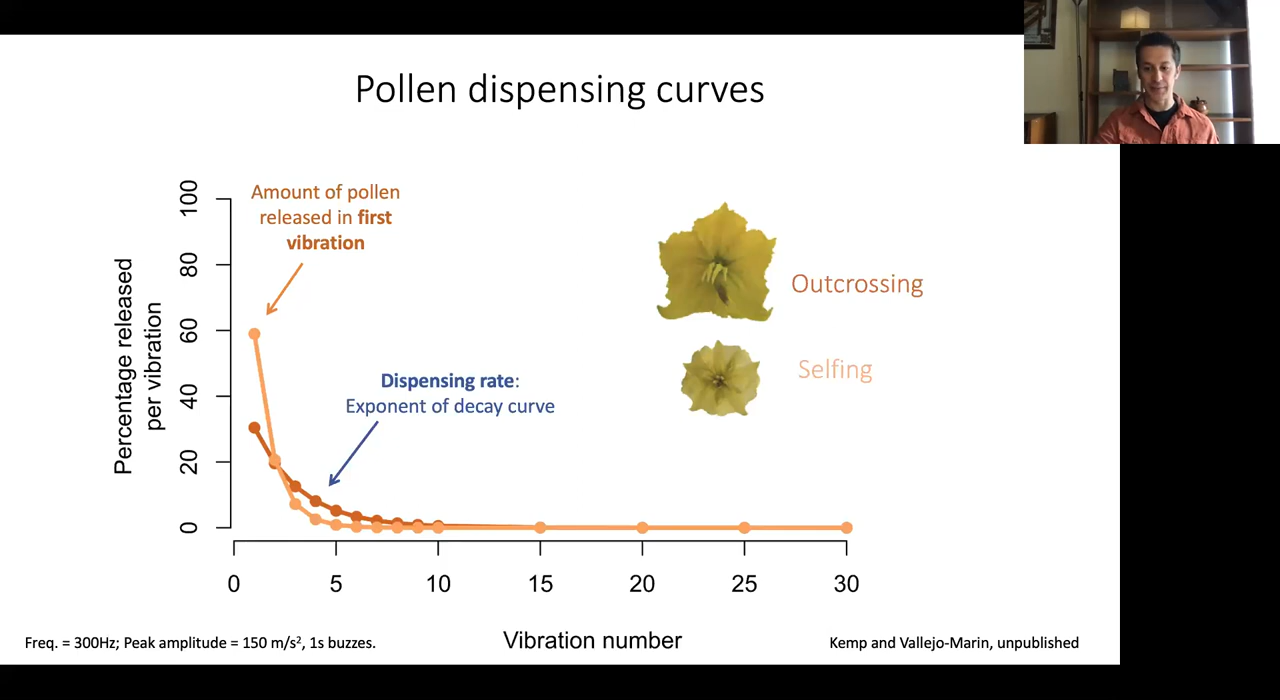 Pollen dispensing curves
Amount of pollen
released in first
vibration
Outcrossing
Selfing
Dispensing rate:
Exponent of decay curve
Percentage released
per vibration
100
80
60
40
20
0
0 5 10 15 20 25 30
Vibration number
Freq. = 300Hz; Peak amplitude = 150 m/s², 1s buzzes.
Kemp and Vallejo-Marin, unpublished